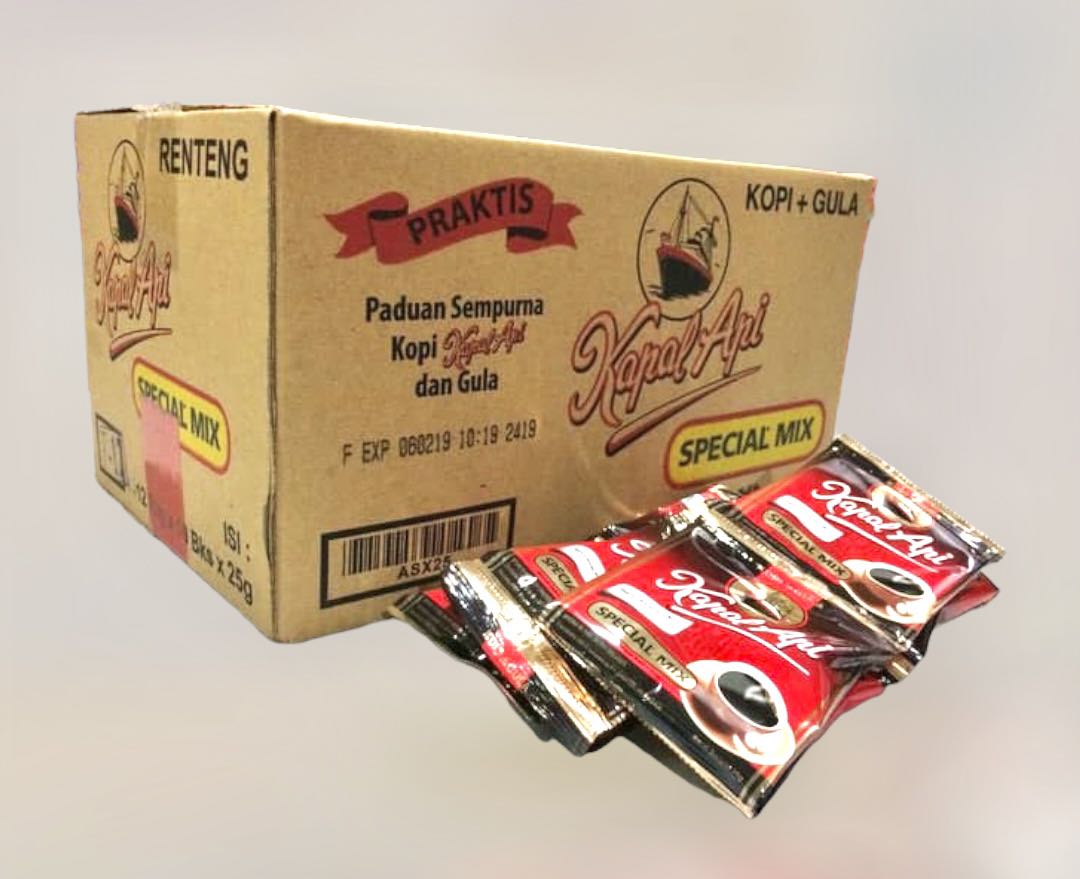 RENTENG
Kapal Api
SPECIAL MIX
ISI :
Bks x 25g
PRAKTIS
Paduan Sempurna
Kopi Kapal Api
dan Gula
F EXP 060219 10:19 2419
KOPI + GULA
Kapal Api
SPECIAL MIX
Kapal Api
SPECIAL MIX
Kapal Api
SPECIAL MIX